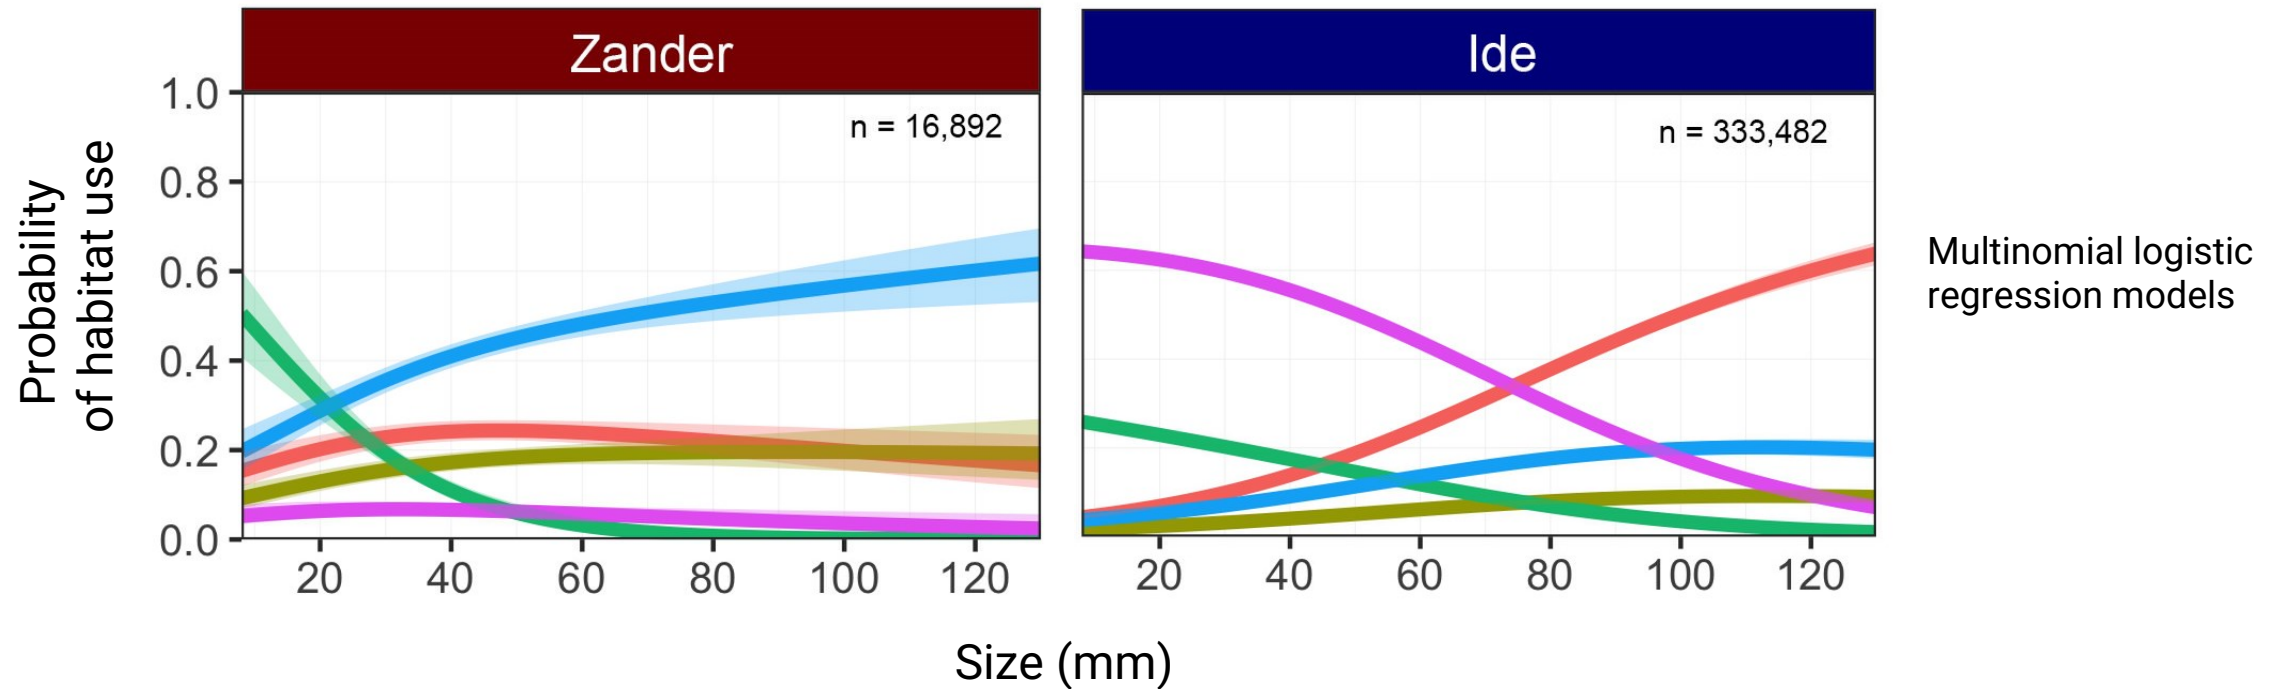 Zander
Ide
n = 16,892
n = 333,482
1.0
0.8
0.6
0.4
0.2
0.0
Probability
of habitat use
20 40 60 80 100 120
20 40 60 80 100 120
Size (mm)
Multinomial logistic
regression models